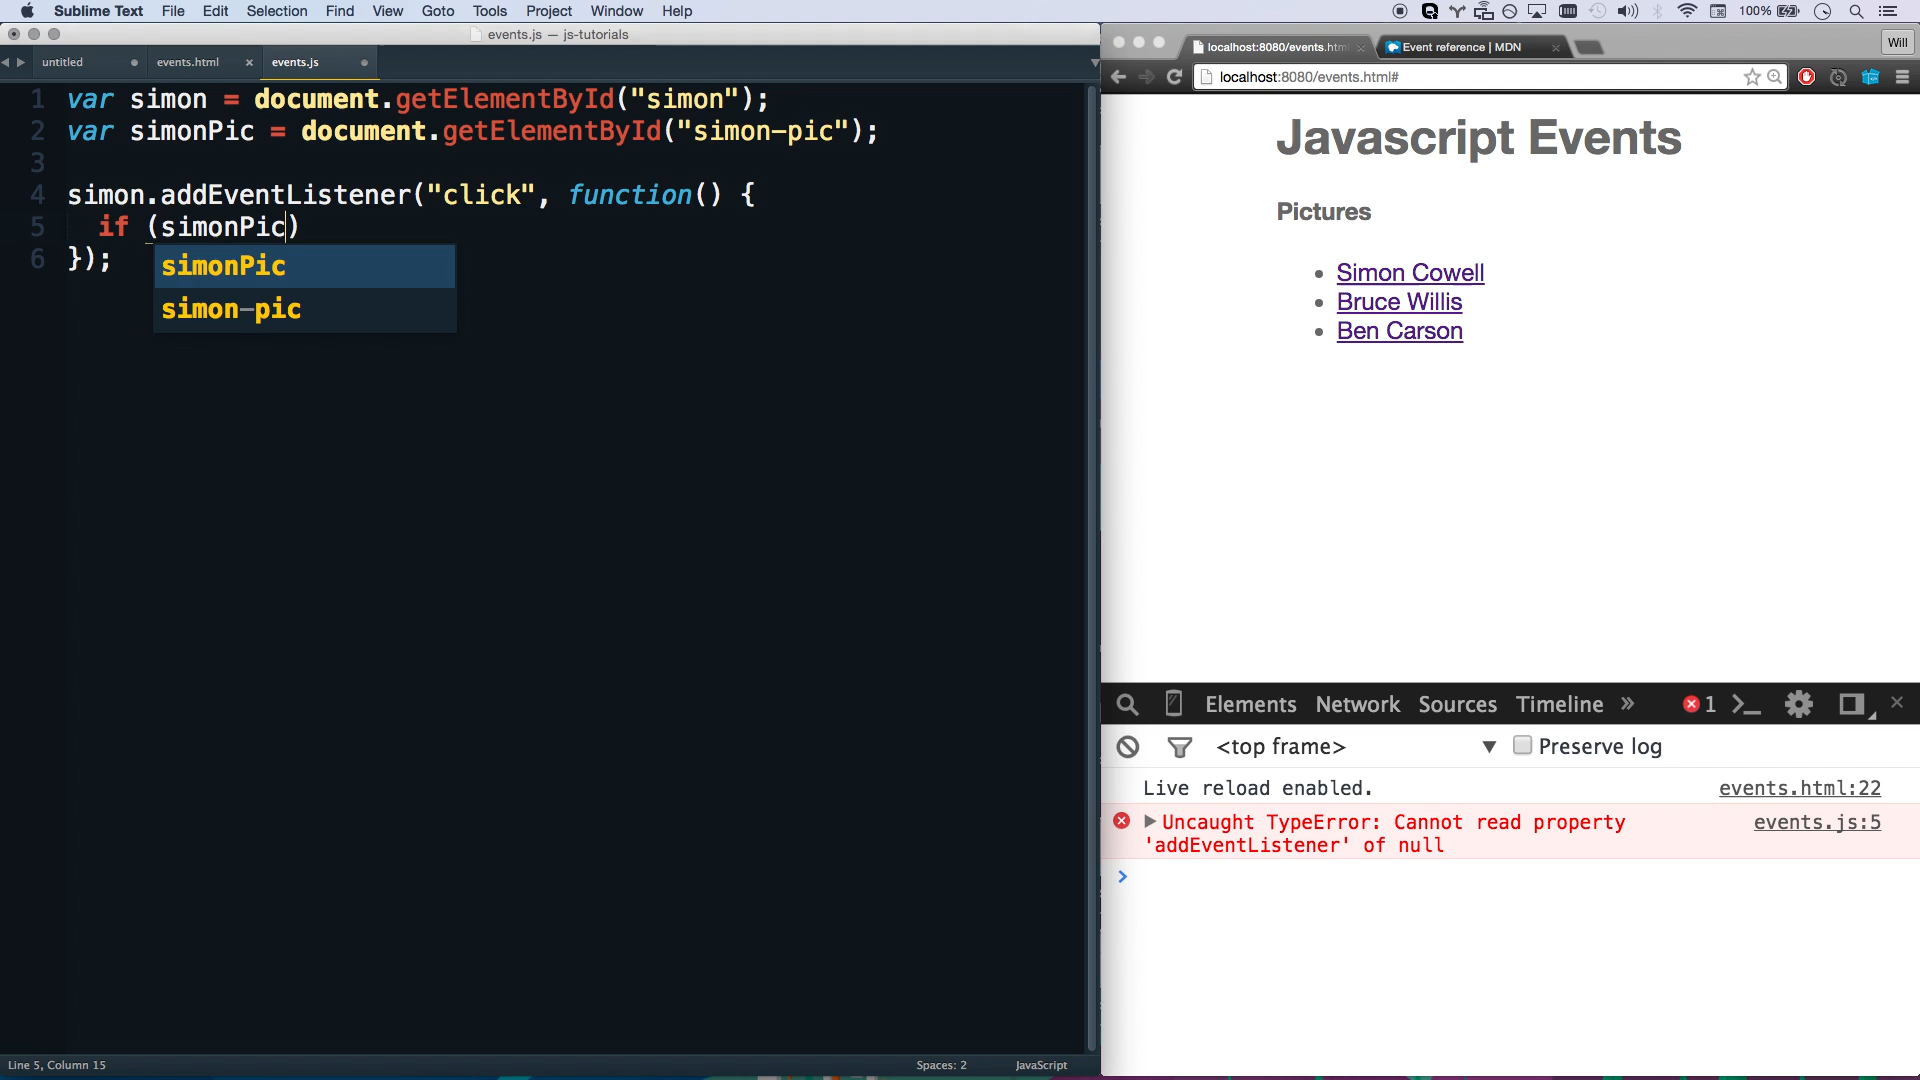 Sublime Text File Edit Selection Find View Goto Tools Project Window Help
100%
events.js — js-tutorials
untitled
events.html
events.js
1 var simon = document.getElementById("simon");
2 var simonPic = document.getElementById("simon-pic");
3
4 simon.addEventListener("click", function() {
5 if (simonPic)
6 });
simonPic
simon-pic
Line 5, Column 15
Spaces: 2
JavaScript
localhost:8080/events.html
Event reference | MDN
Will
localhost:8080/events.html#
Javascript Events
Pictures
• Simon Cowell
• Bruce Willis
• Ben Carson
Elements Network Sources Timeline » 1
<top frame> Preserve log
Live reload enabled. events.html:22
Uncaught TypeError: Cannot read property events.js:5
'addEventListener' of null